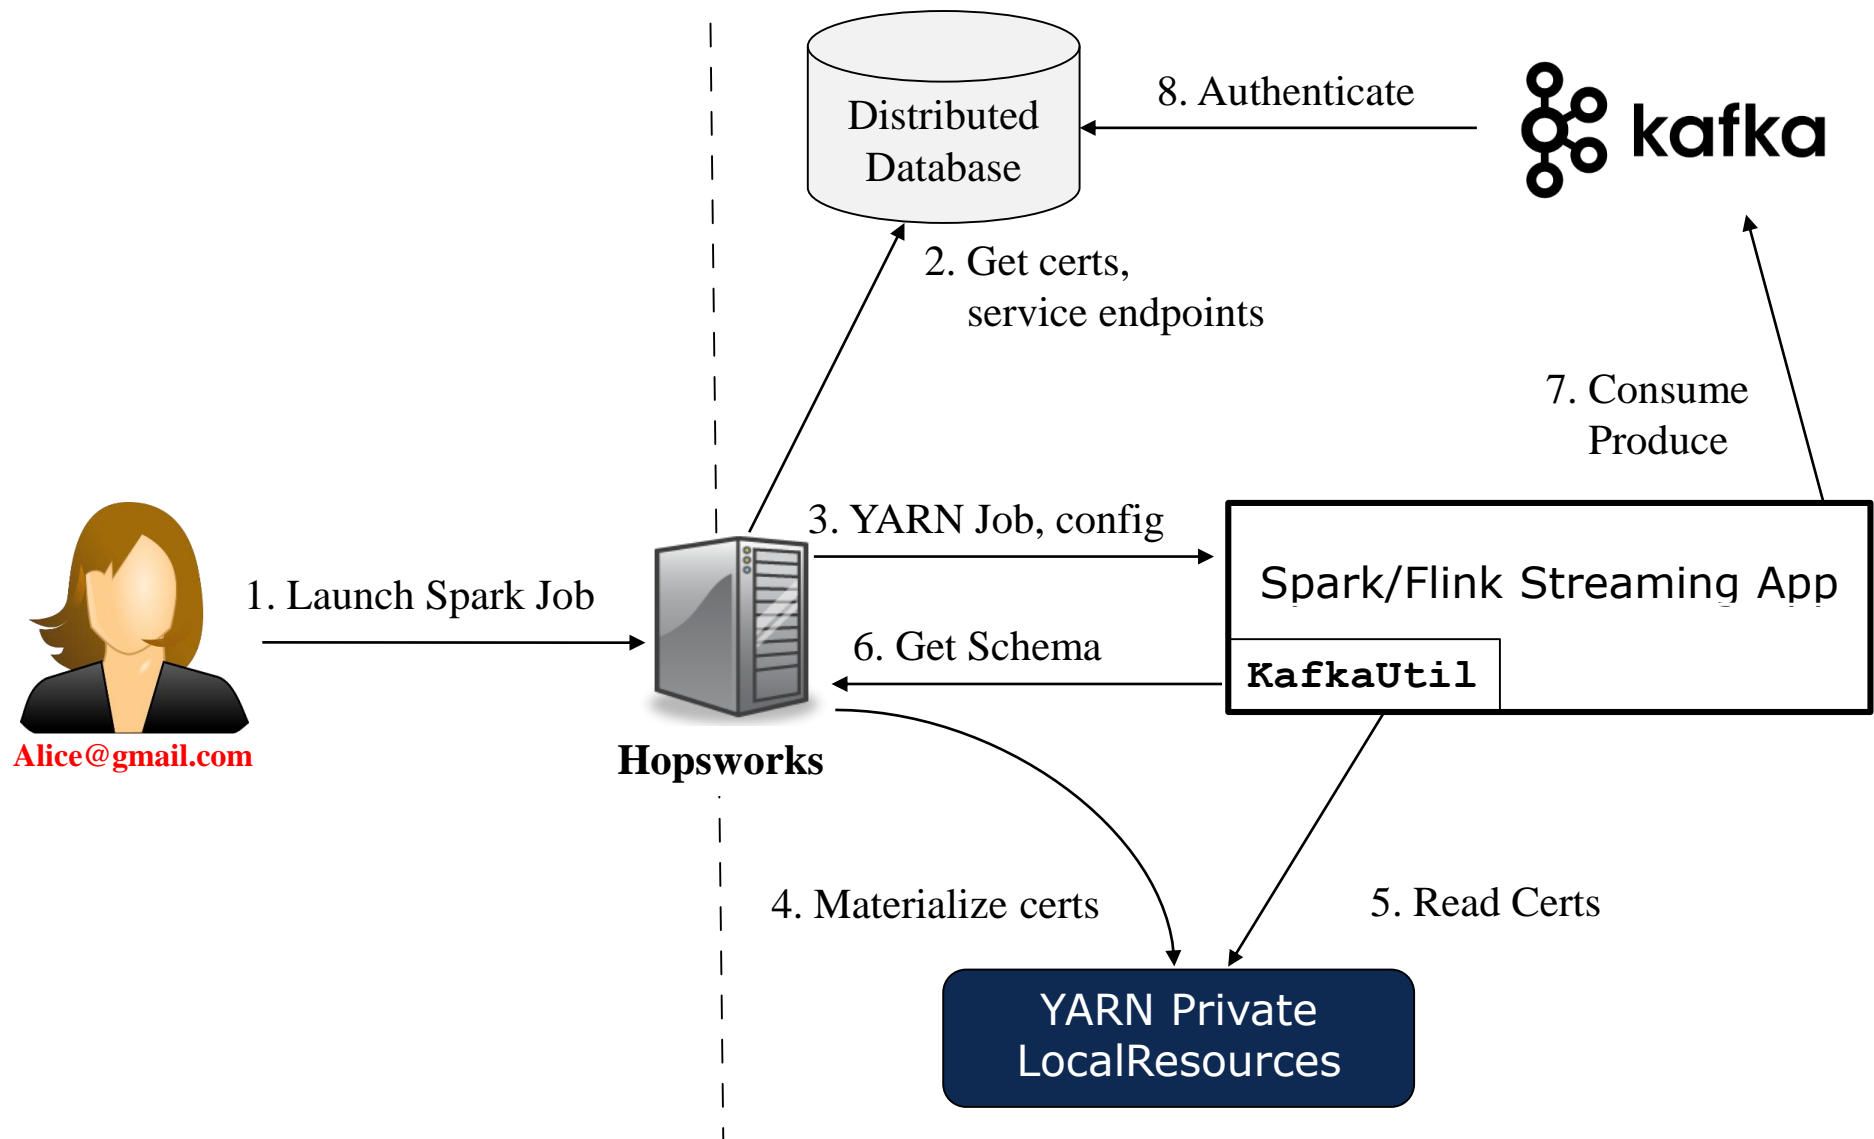 Distributed
Database
8. Authenticate
kafka
2. Get certs,
service endpoints
7. Consume
Produce
3. YARN Job, config
1. Launch Spark Job
Spark/Flink Streaming App
6. Get Schema
KafkaUtil
Alice@gmail.com
Hopsworks
4. Materialize certs
5. Read Certs
YARN Private
LocalResources